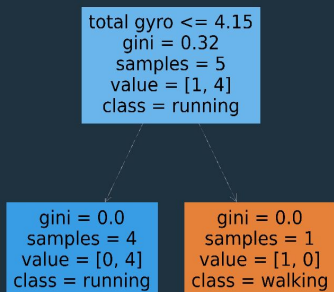 total gyro <= 4.15
gini = 0.32
samples = 5
value = [1, 4]
class = running
gini = 0.0
samples = 4
value = [0, 4]
class = running
gini = 0.0
samples = 1
value = [1, 0]
class = walking